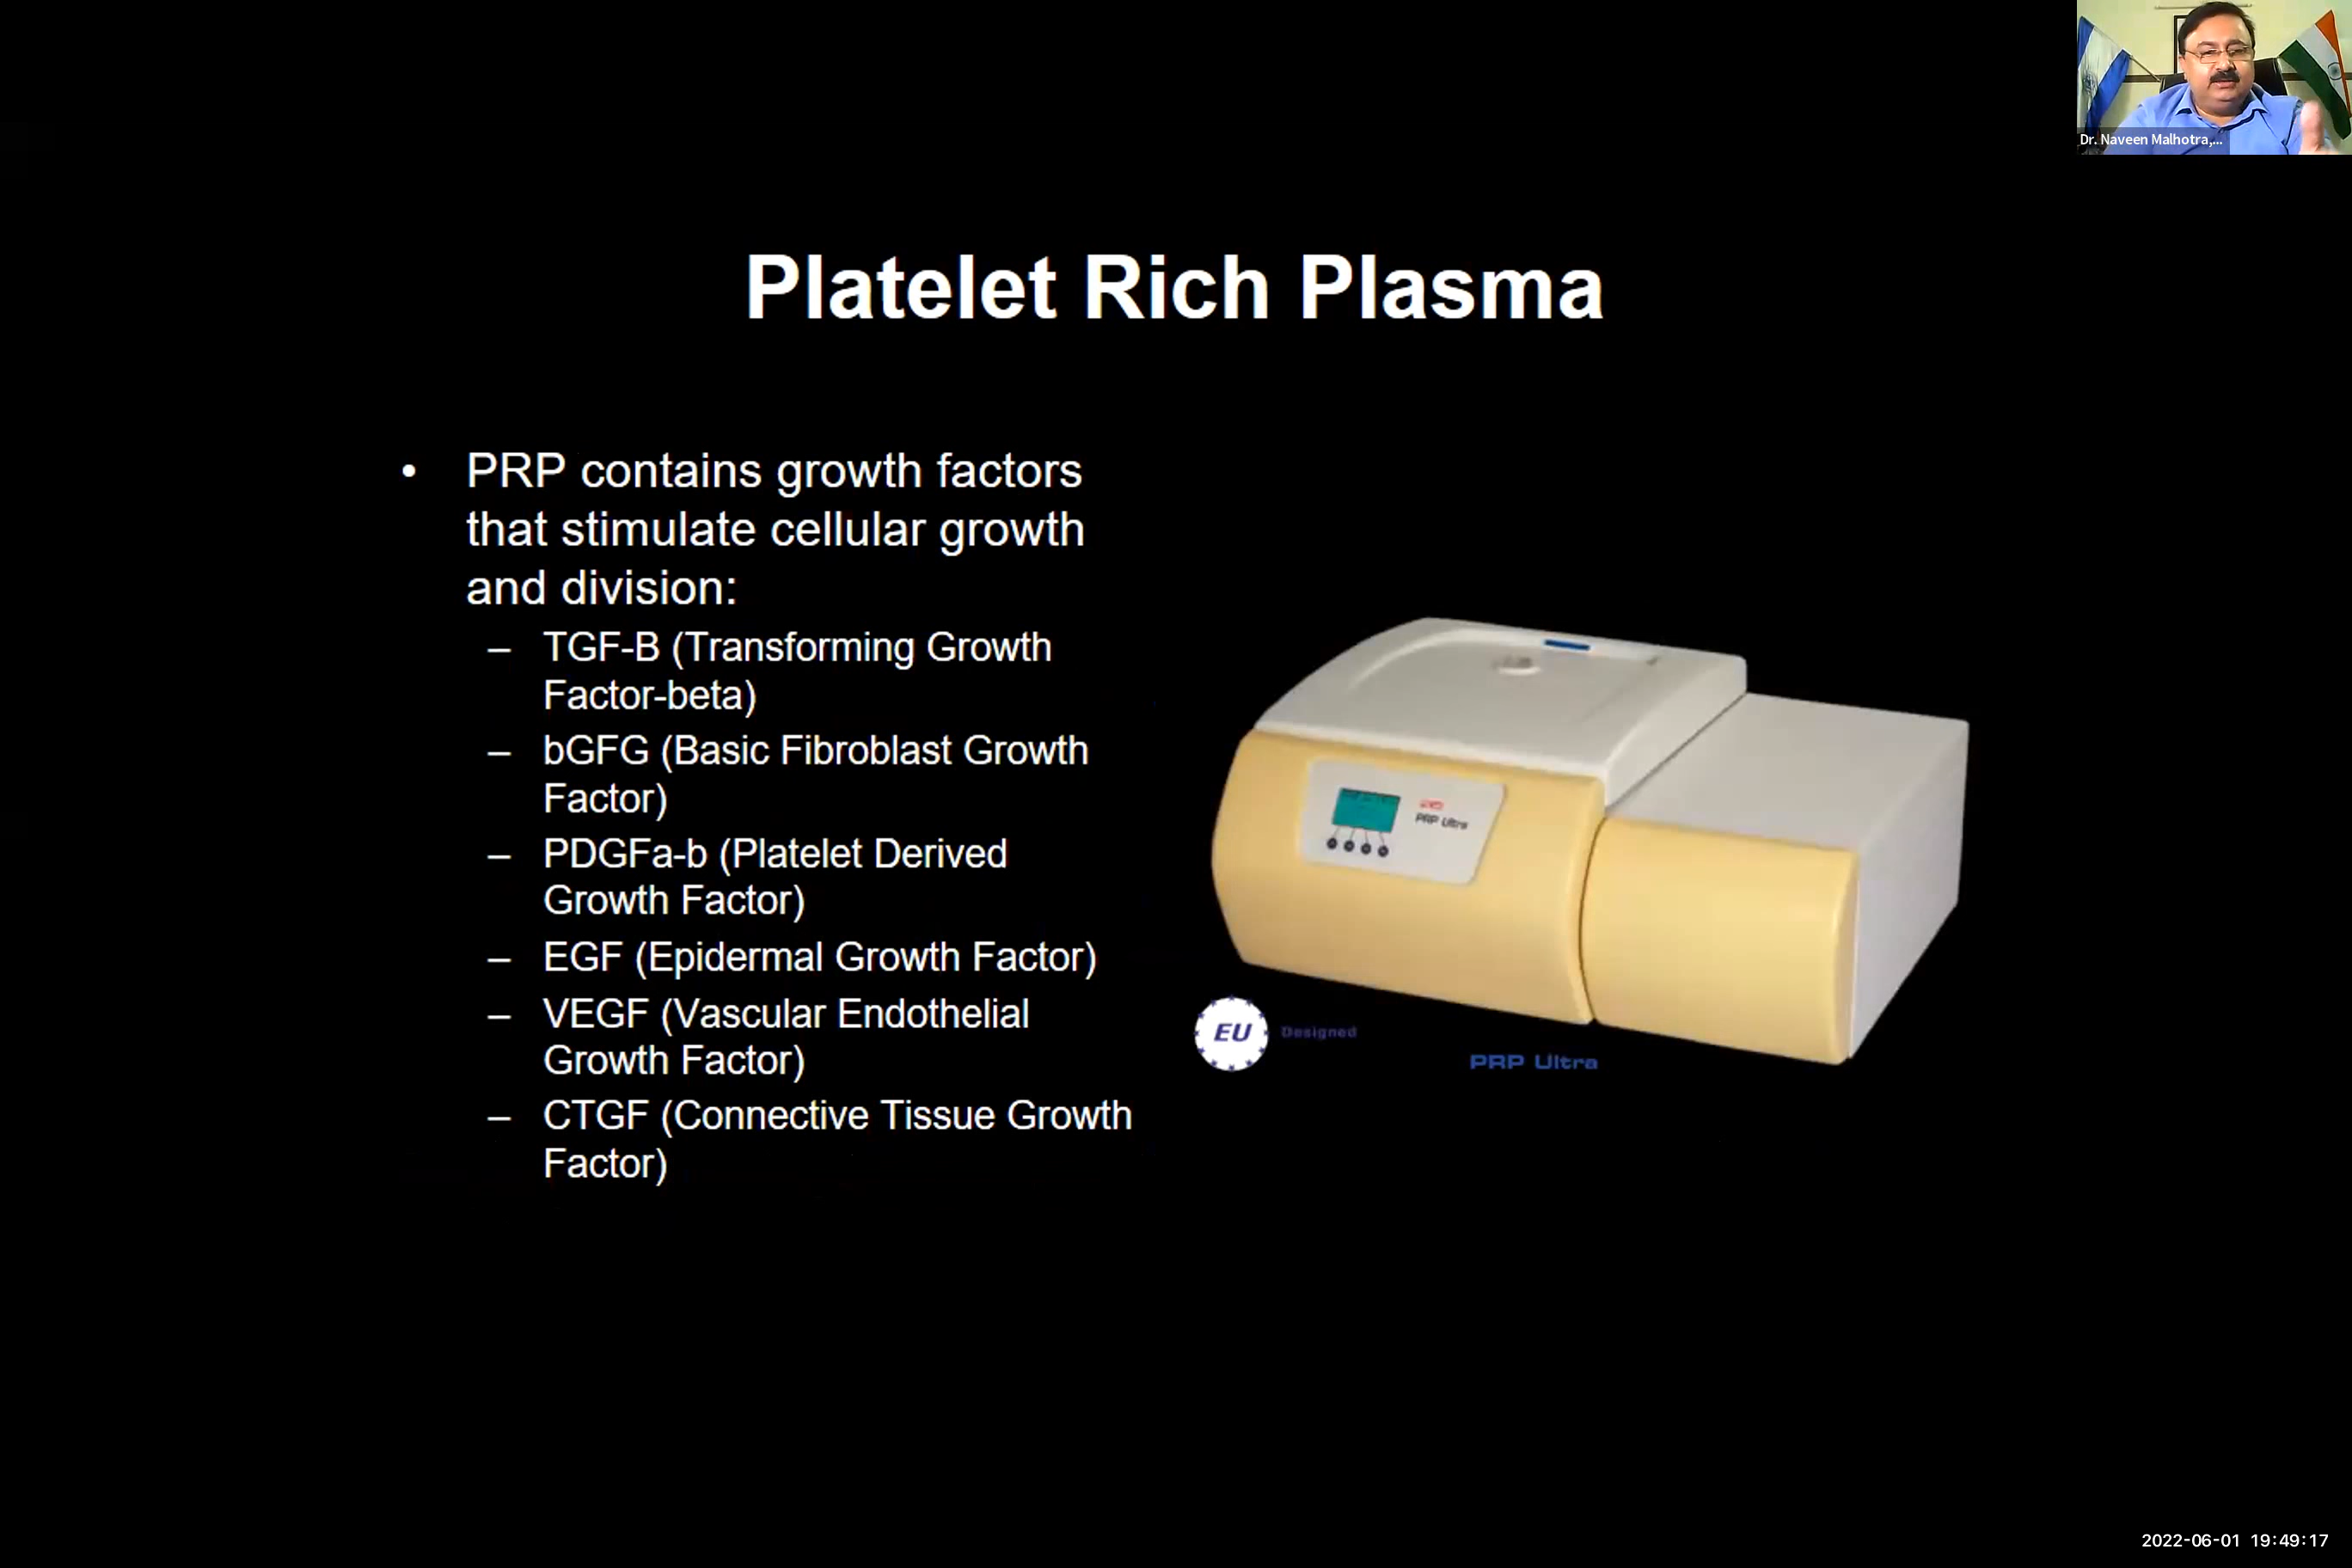 Dr. Naveen Malhotra,...
Platelet Rich Plasma
• PRP contains growth factors
that stimulate cellular growth
and division:
– TGF-B (Transforming Growth
Factor-beta)
– bGFG (Basic Fibroblast Growth
Factor)
– PDGFa-b (Platelet Derived
Growth Factor)
– EGF (Epidermal Growth Factor)
– VEGF (Vascular Endothelial
Growth Factor)
– CTGF (Connective Tissue Growth
Factor)
PRP Ultra
EU Designed
PRP Ultra
2022-06-01 19:49:17